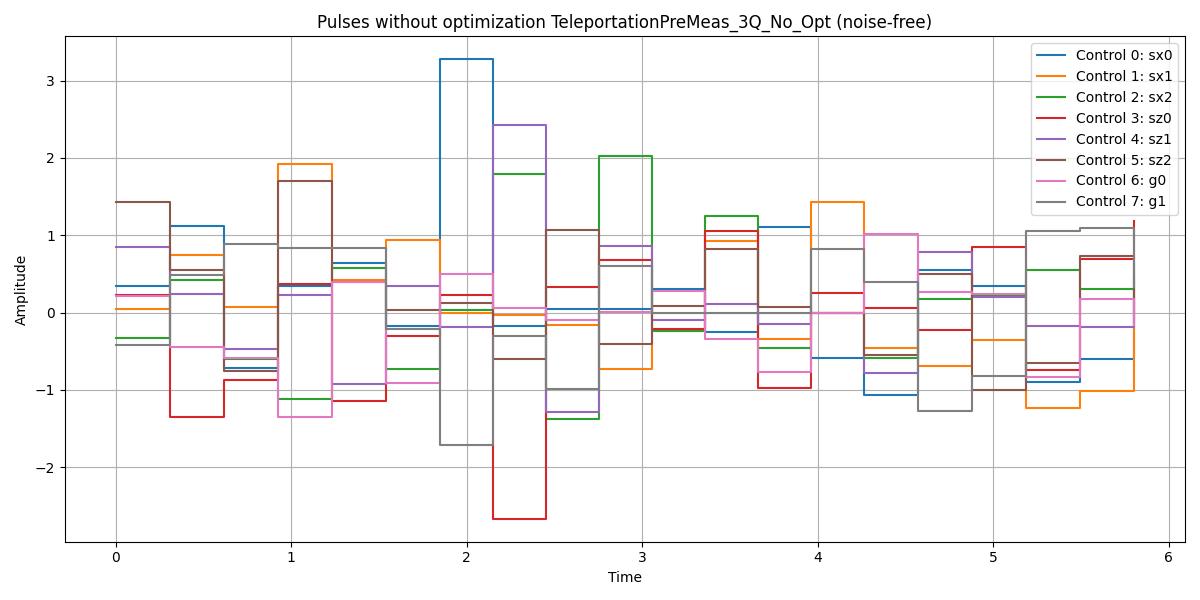 Pulses without optimization TeleportationPreMeas_3Q_No_Opt (noise-free)
Amplitude
3
2
1
0
−1
−2
Control 0: sx0
Control 1: sx1
Control 2: sx2
Control 3: sz0
Control 4: sz1
Control 5: sz2
Control 6: g0
Control 7: g1
0 1 2 3 4 5 6
Time